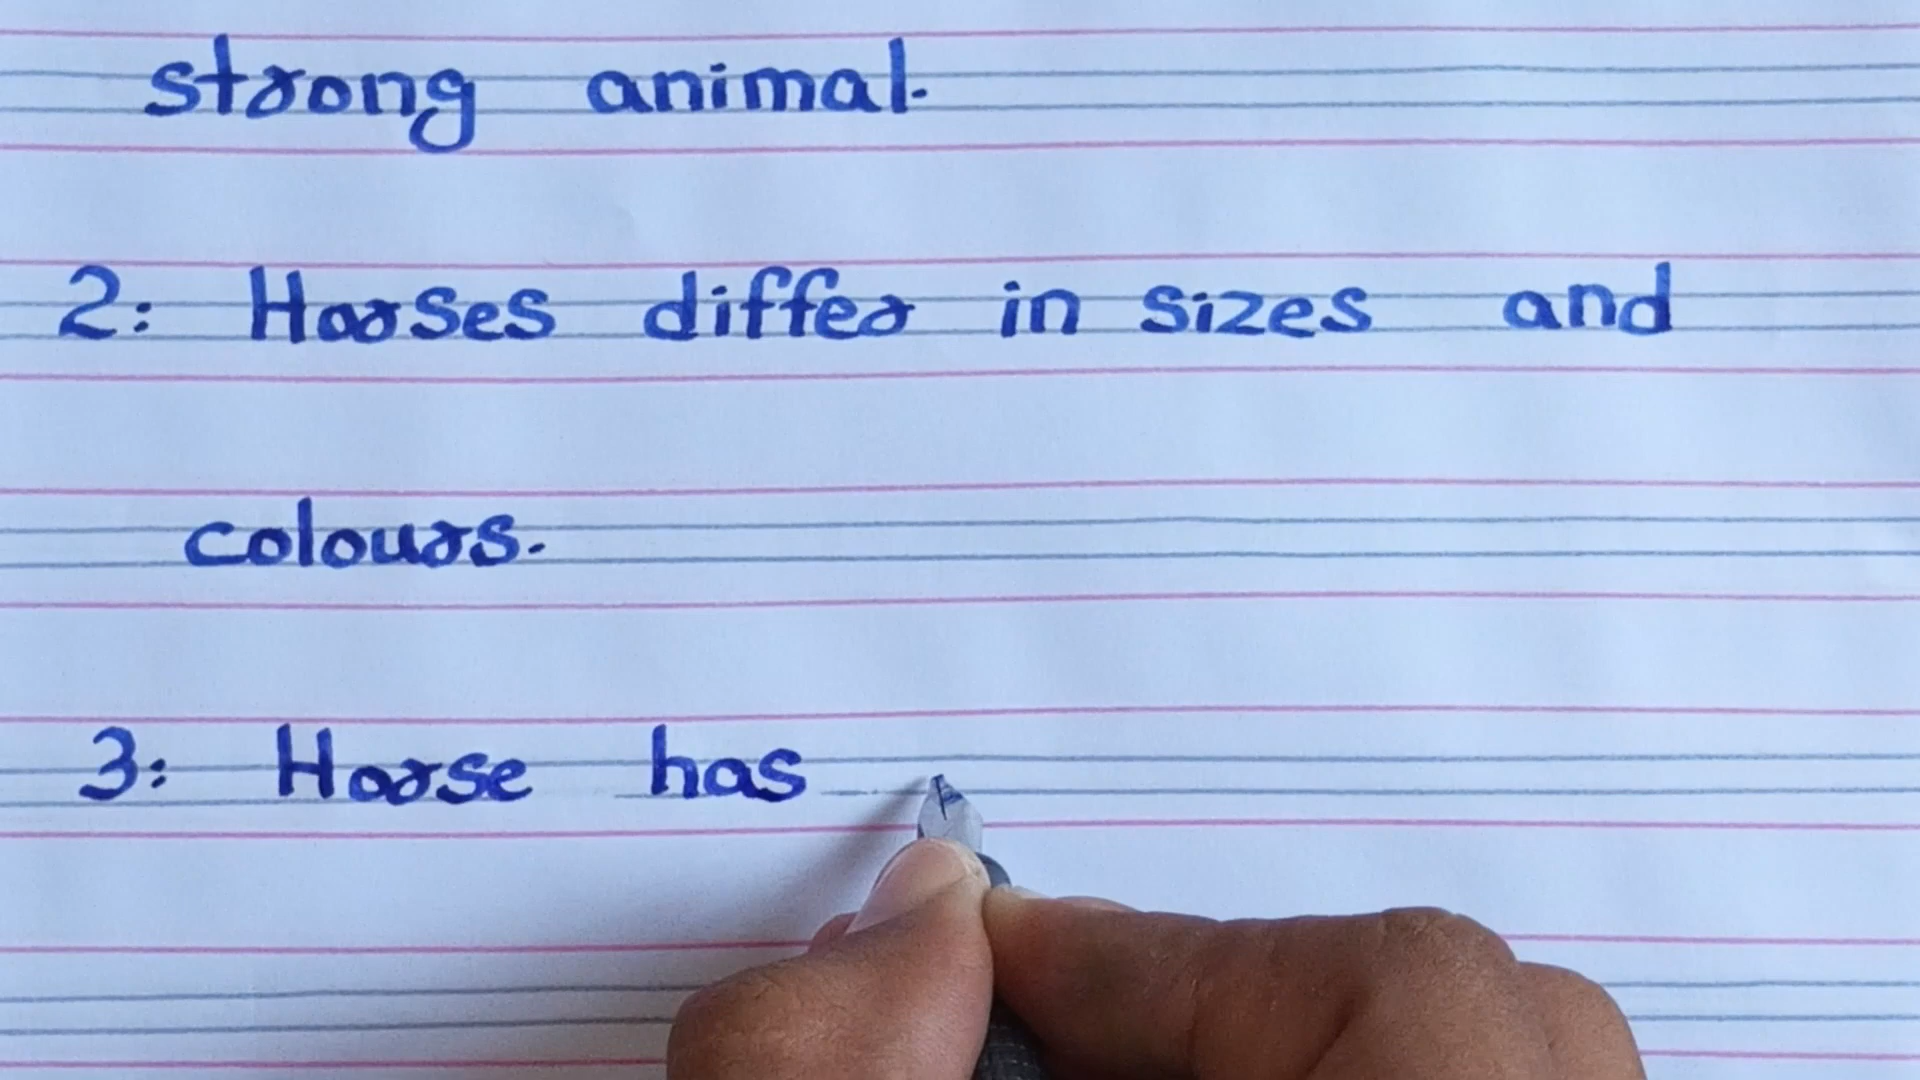 strong animal.
2: Horses differ in sizes and
colours.
3: Horse has